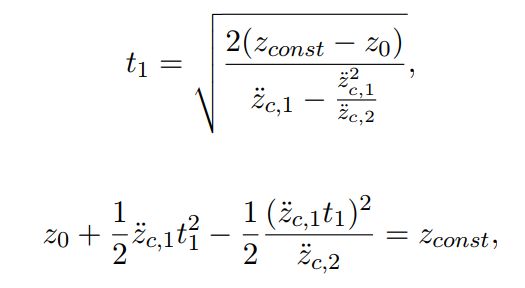 t_1 = \sqrt{\frac{2(z_{const} - z_0)}{\ddot{z}_{c,1} - \frac{\ddot{z}_{c,1}^2}{\ddot{z}_{c,2}}}},
z_0 + \frac{1}{2}\ddot{z}_{c,1}t_1^2 - \frac{1}{2}\frac{(\ddot{z}_{c,1}t_1)^2}{\ddot{z}_{c,2}} = z_{const},